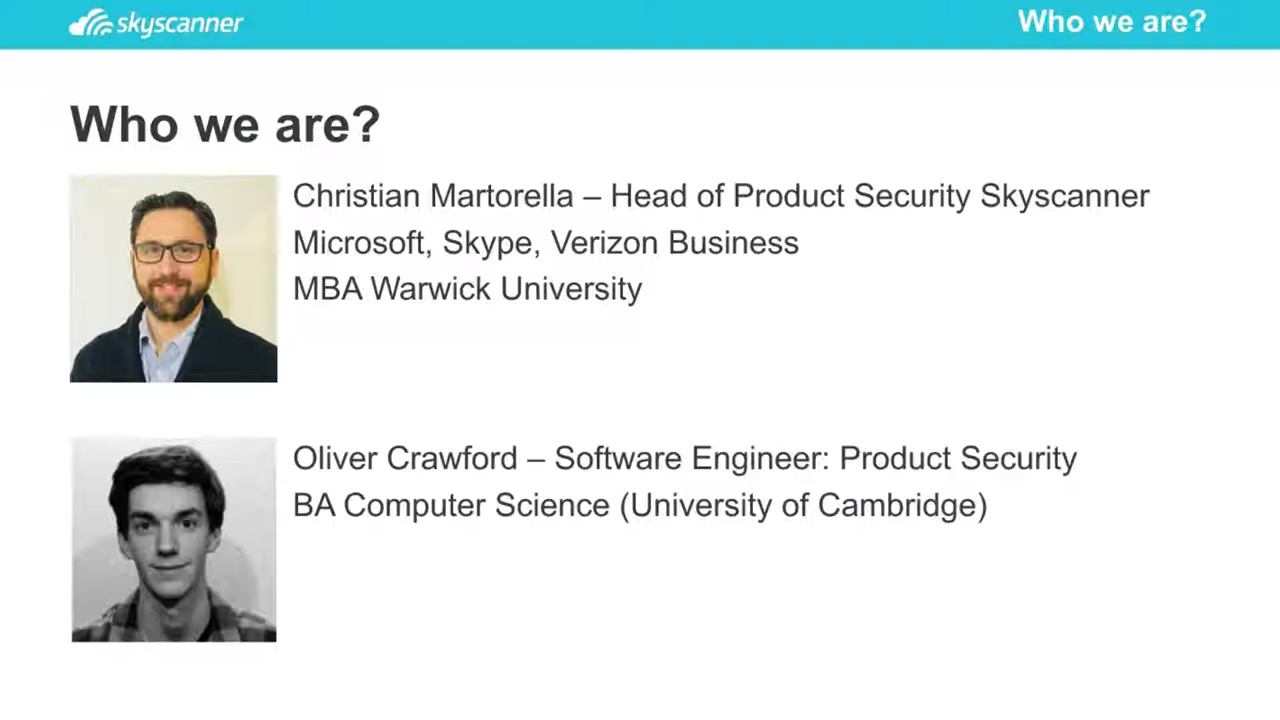 skyscanner
Who we are?
Who we are?
Christian Martorella – Head of Product Security Skyscanner
Microsoft, Skype, Verizon Business
MBA Warwick University
Oliver Crawford – Software Engineer: Product Security
BA Computer Science (University of Cambridge)